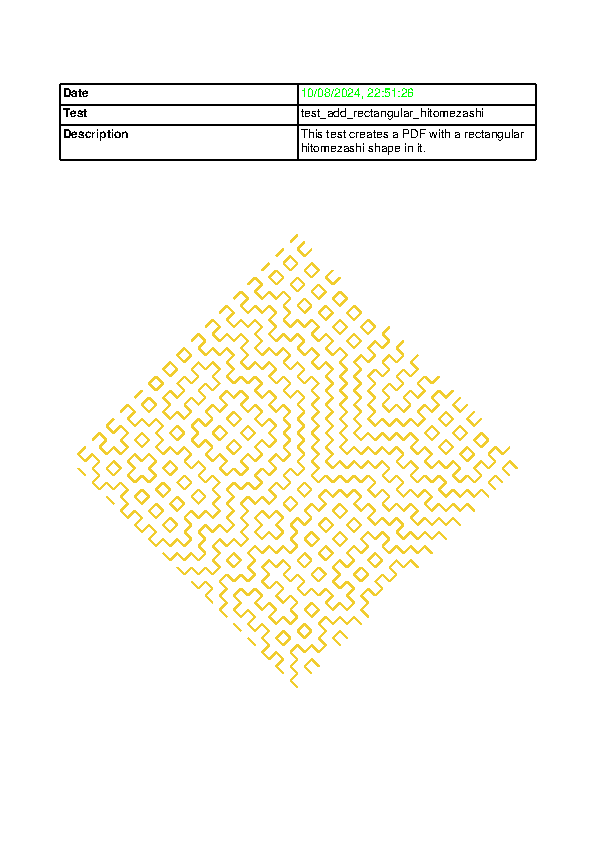 Date 10/08/2024, 22:51:26
Test test_add_rectangular_hitomezashi
Description This test creates a PDF with a rectangular
hitomezashi shape in it.